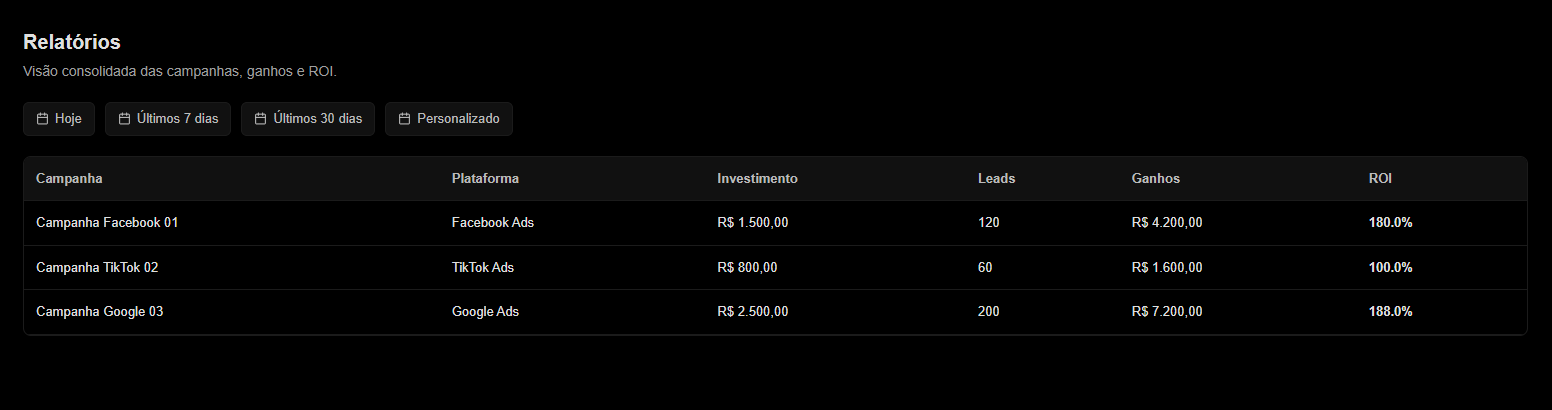 Relatórios
Visão consolidada das campanhas, ganhos e ROI.
Hoje Últimos 7 dias Últimos 30 dias Personalizado
Campanha Plataforma Investimento Leads Ganhos ROI
Campanha Facebook 01 Facebook Ads R$ 1.500,00 120 R$ 4.200,00 180.0%
Campanha TikTok 02 TikTok Ads R$ 800,00 60 R$ 1.600,00 100.0%
Campanha Google 03 Google Ads R$ 2.500,00 200 R$ 7.200,00 188.0%